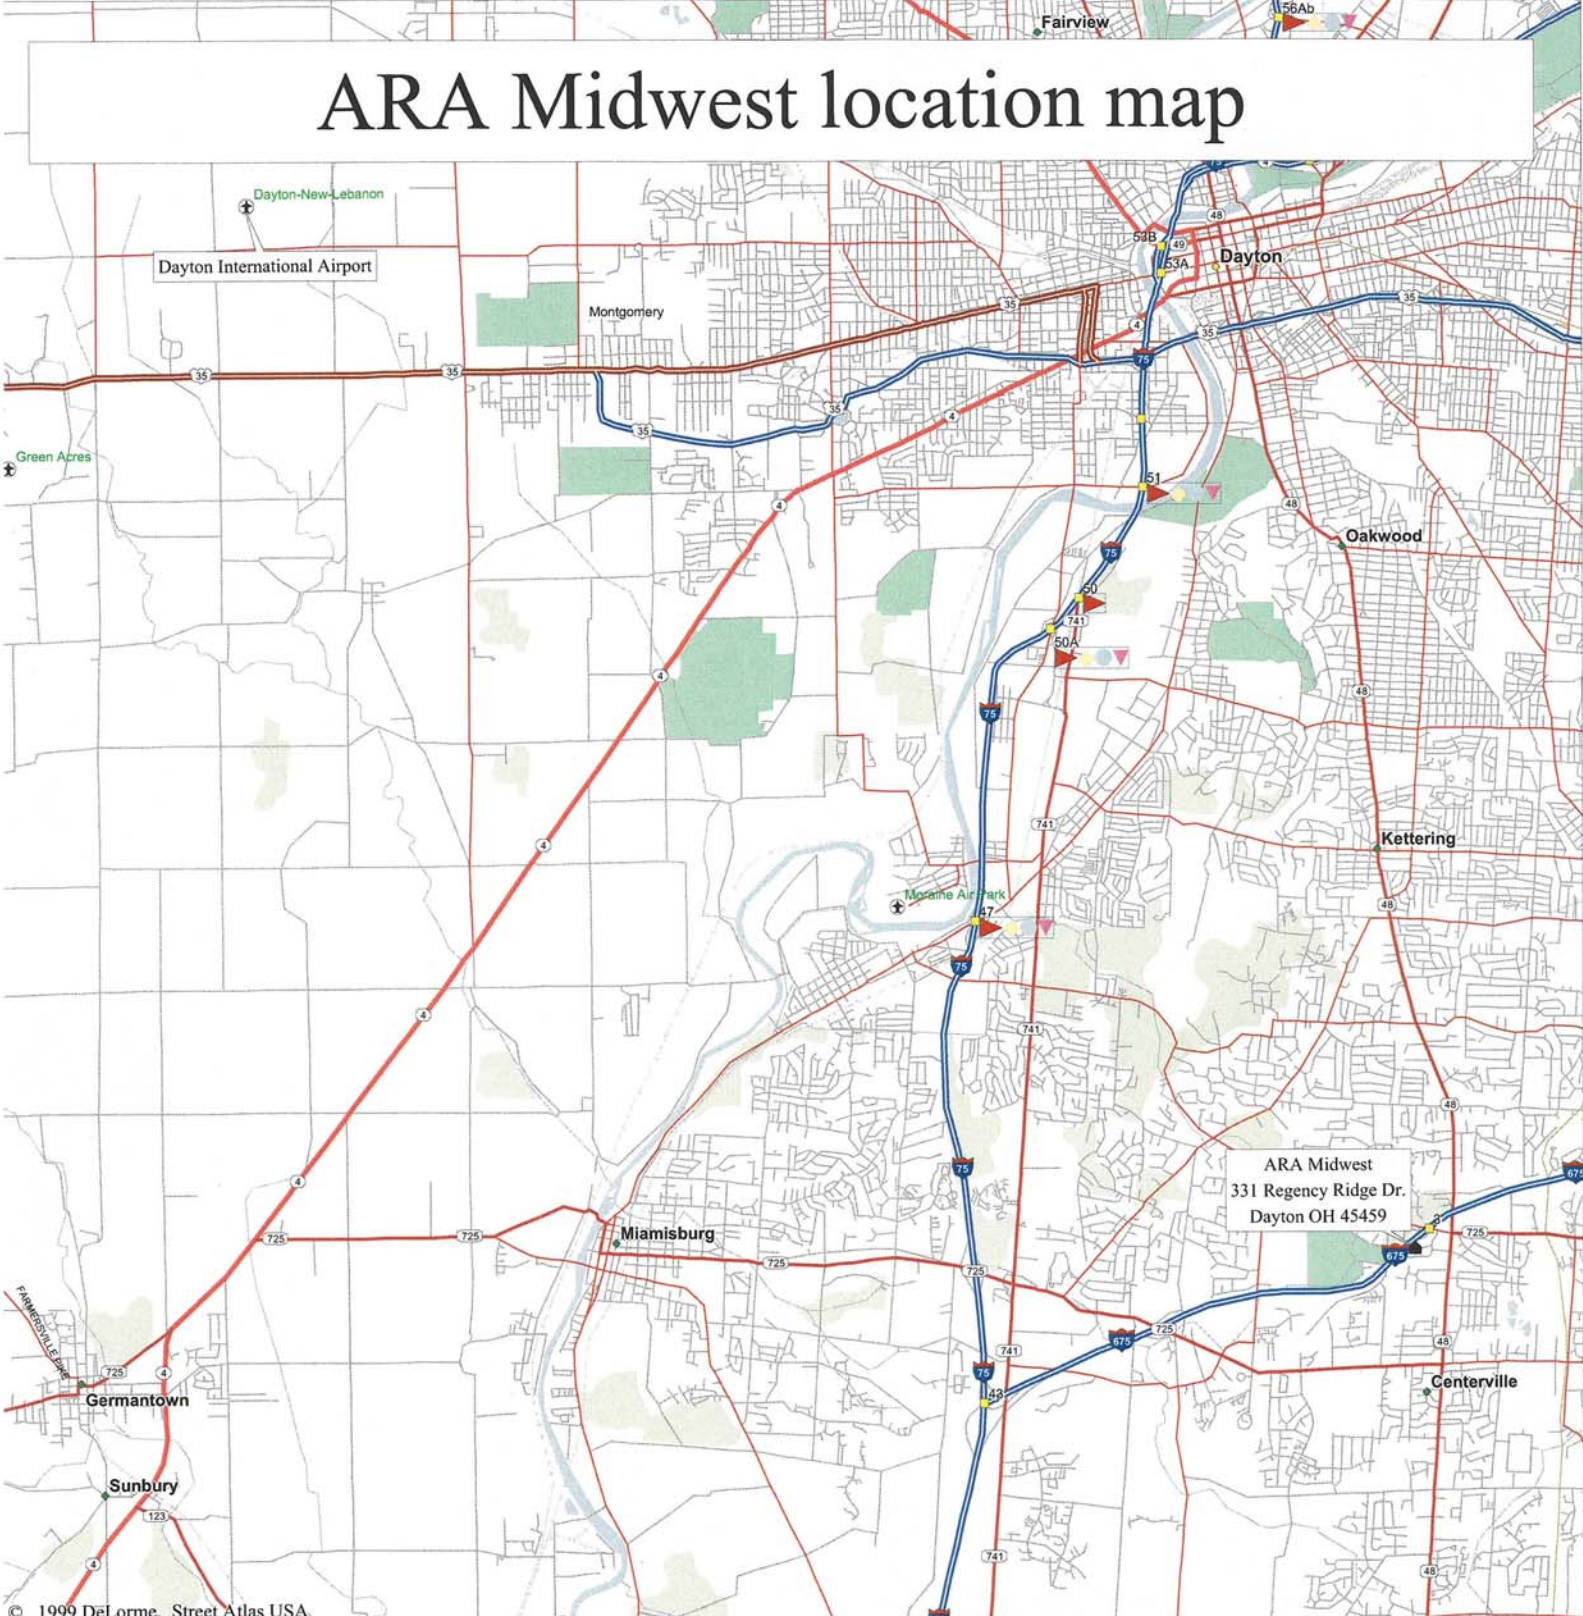 Fairview
56Ab
ARA Midwest location map
4
Dayton-New-Lebanon
48
53B
49
53A
Dayton
Dayton International Airport
35
35
Montgomery
4
35
75
35
35
35
4
35
Green Acres
51
4
48
Oakwood
75
50
741
50A
4
48
75
741
Kettering
4
Moraine Air Park
48
47
75
4
741
48
75
ARA Midwest
331 Regency Ridge Dr.
Dayton OH 45459
675
4
3
725
725
725
Miamisburg
675
725
725
FARMERSVILLE PIKE
725
675
48
741
725
4
75
43
Centerville
Germantown
Sunbury
123
741
4
48
© 1999 DeLorme. Street Atlas USA